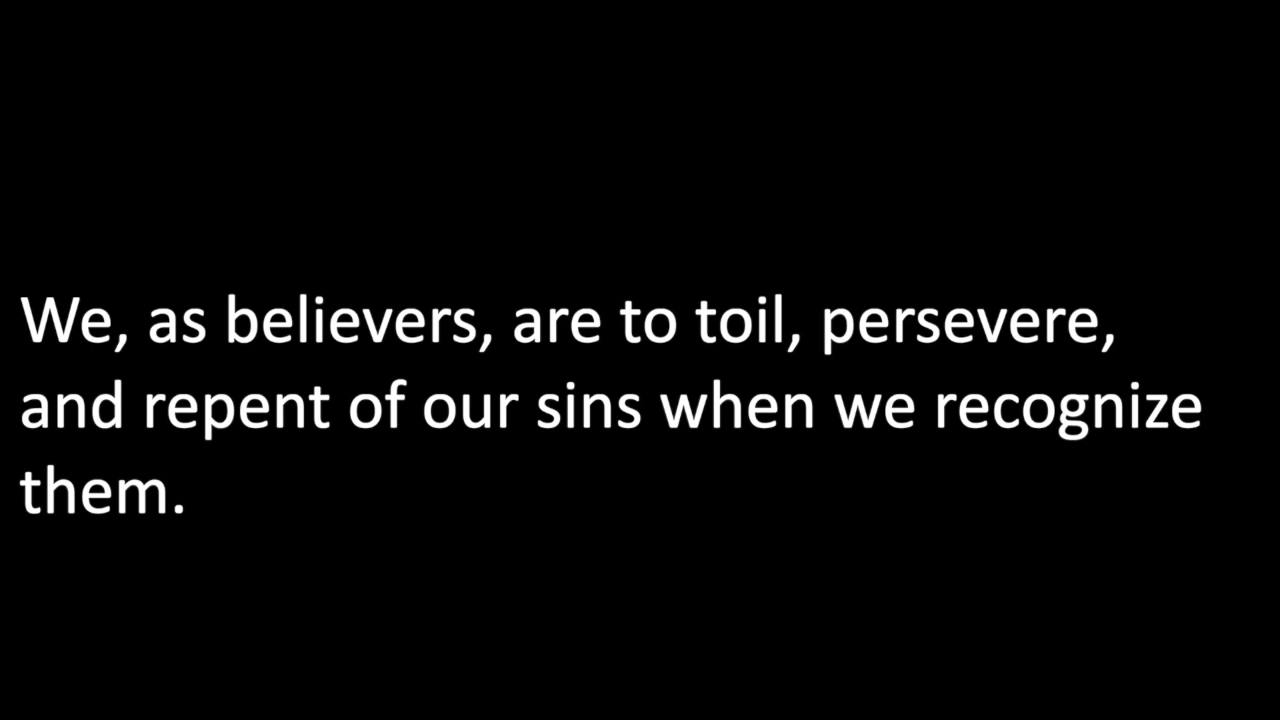 We, as believers, are to toil, persevere,
and repent of our sins when we recognize
them.